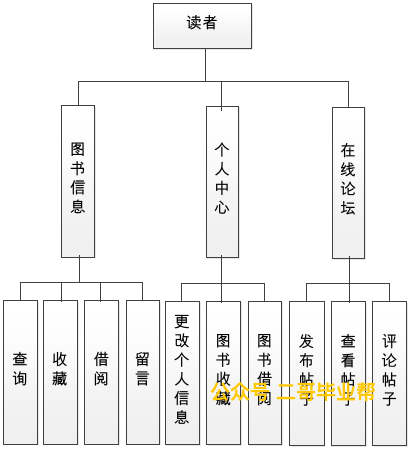 读者
图书信息
个人中心
在线论坛
查询
收藏
借阅
留言
更改个人信息
图书收藏
图书借阅
发布帖子
查看帖子
评论帖子
公众号 二哥毕业帮